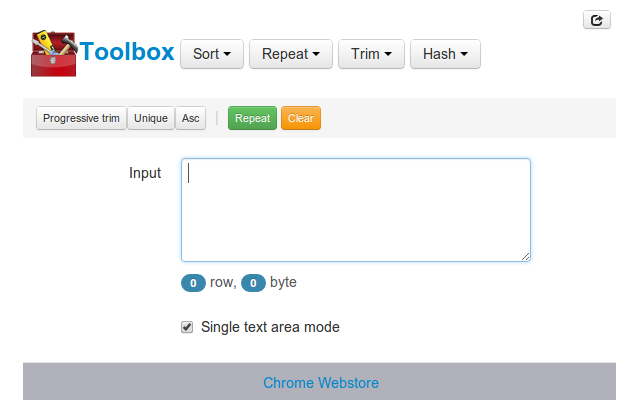 Toolbox Sort Repeat Trim Hash
Progressive trim Unique Asc | Repeat Clear
Input
0 row, 0 byte
Single text area mode
Chrome Webstore